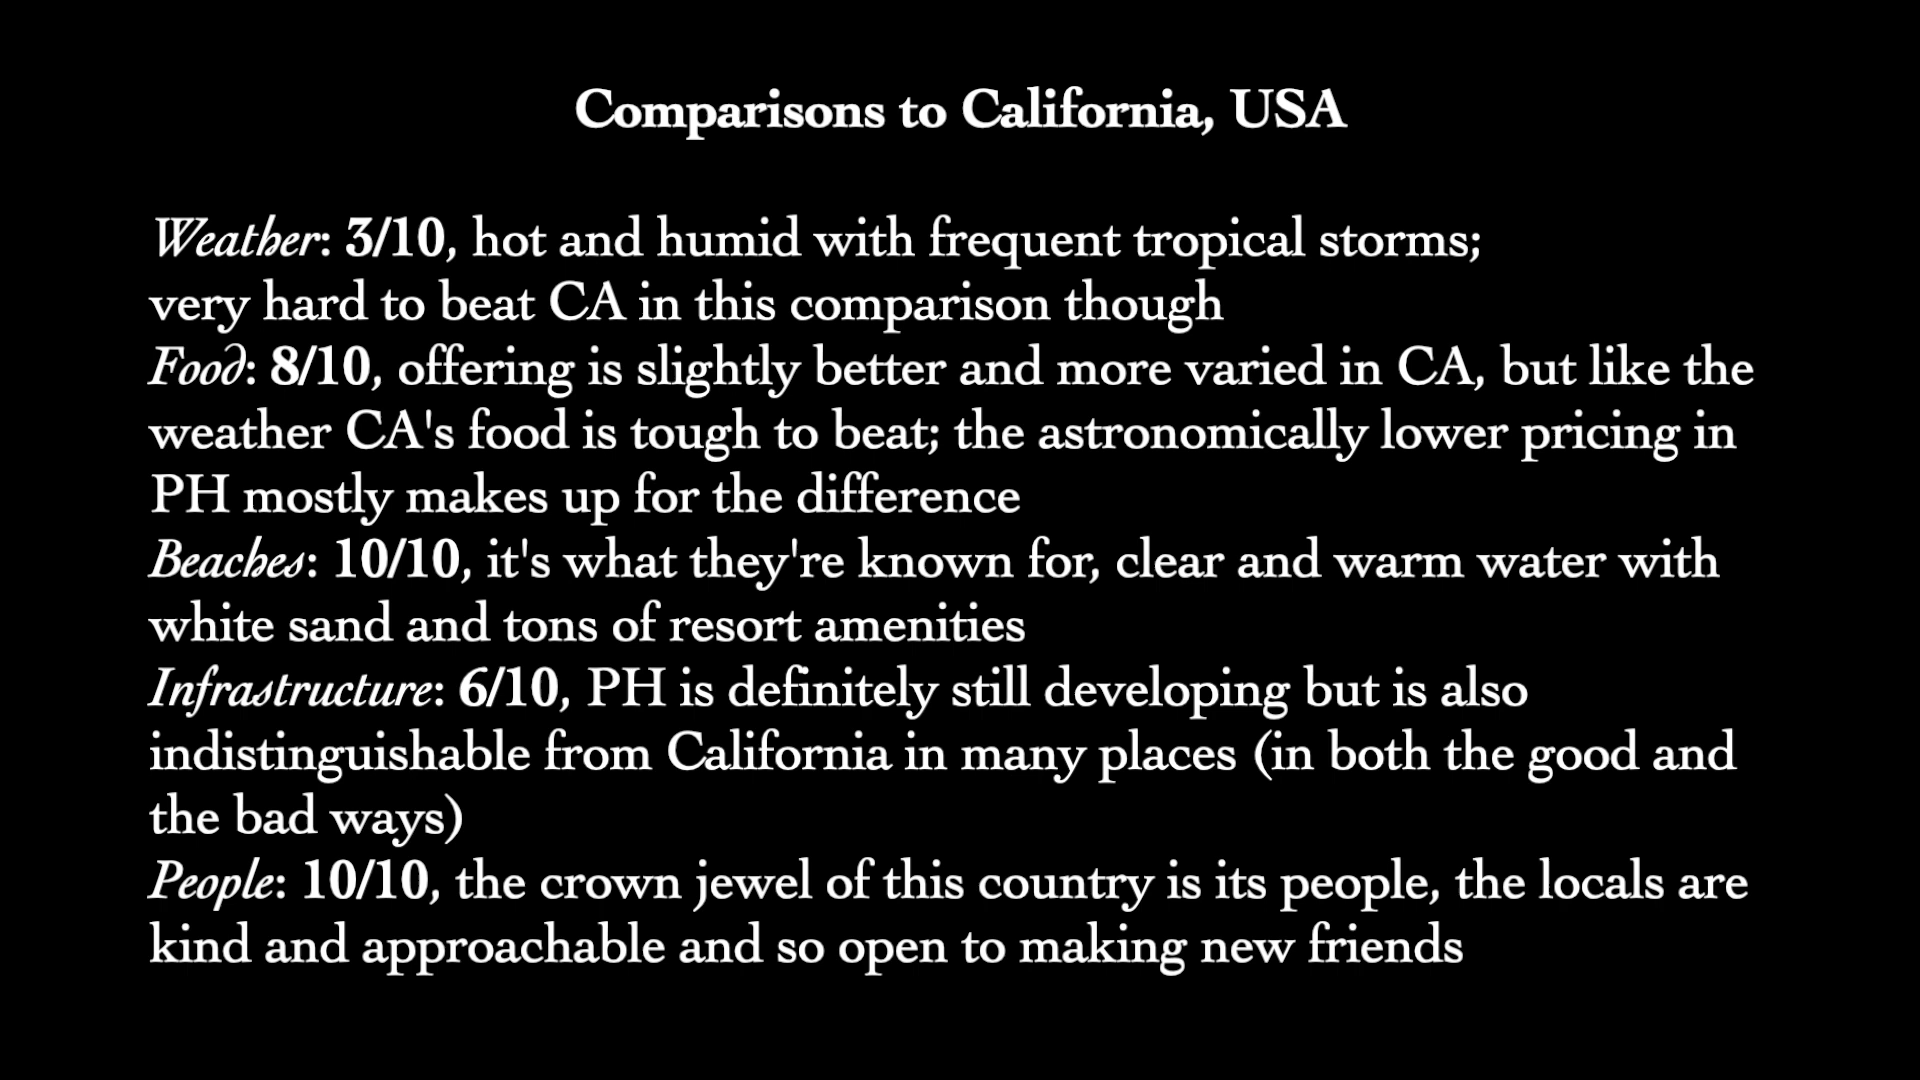 Comparisons to California, USA
Weather: 3/10, hot and humid with frequent tropical storms;
very hard to beat CA in this comparison though
Food: 8/10, offering is slightly better and more varied in CA, but like the
weather CA's food is tough to beat; the astronomically lower pricing in
PH mostly makes up for the difference
Beaches: 10/10, it's what they're known for, clear and warm water with
white sand and tons of resort amenities
Infrastructure: 6/10, PH is definitely still developing but is also
indistinguishable from California in many places (in both the good and
the bad ways)
People: 10/10, the crown jewel of this country is its people, the locals are
kind and approachable and so open to making new friends